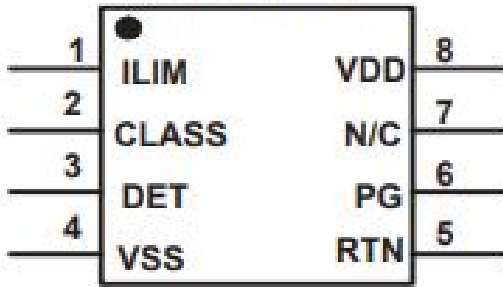 1 ILIM VDD 8
2 CLASS N/C 7
3 DET PG 6
4 VSS RTN 5